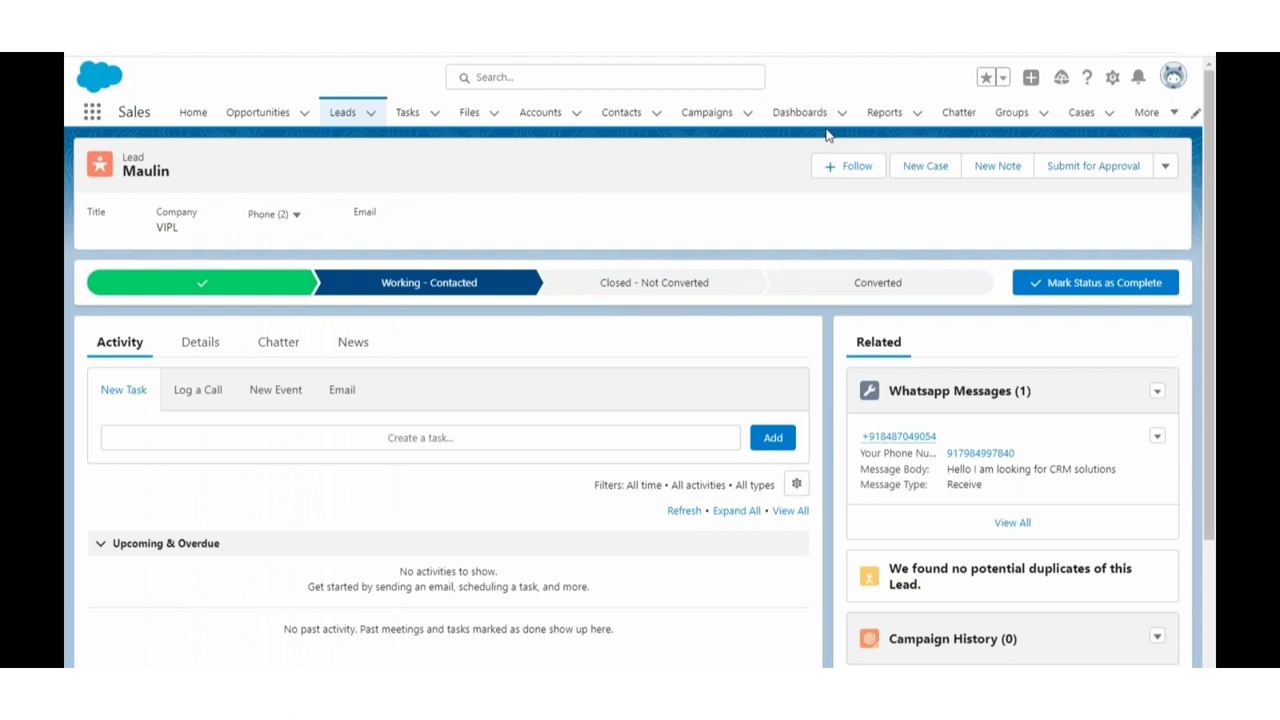 Search...
Sales Home Opportunities Leads Tasks Files Accounts Contacts Campaigns Dashboards Reports Chatter Groups Cases More
Lead
Maulin
Follow New Case New Note Submit for Approval
Title Company Phone (2) Email
VIPL
Working - Contacted Closed - Not Converted Converted Mark Status as Complete
Activity Details Chatter News
New Task Log a Call New Event Email
Create a task... Add
Filters: All time • All activities • All types
Refresh • Expand All • View All
Upcoming & Overdue
No activities to show.
Get started by sending an email, scheduling a task, and more.
No past activity. Past meetings and tasks marked as done show up here.
Related
Whatsapp Messages (1)
+918487049054
Your Phone Nu... 917984997840
Message Body: Hello I am looking for CRM solutions
Message Type: Receive
View All
We found no potential duplicates of this
Lead.
Campaign History (0)